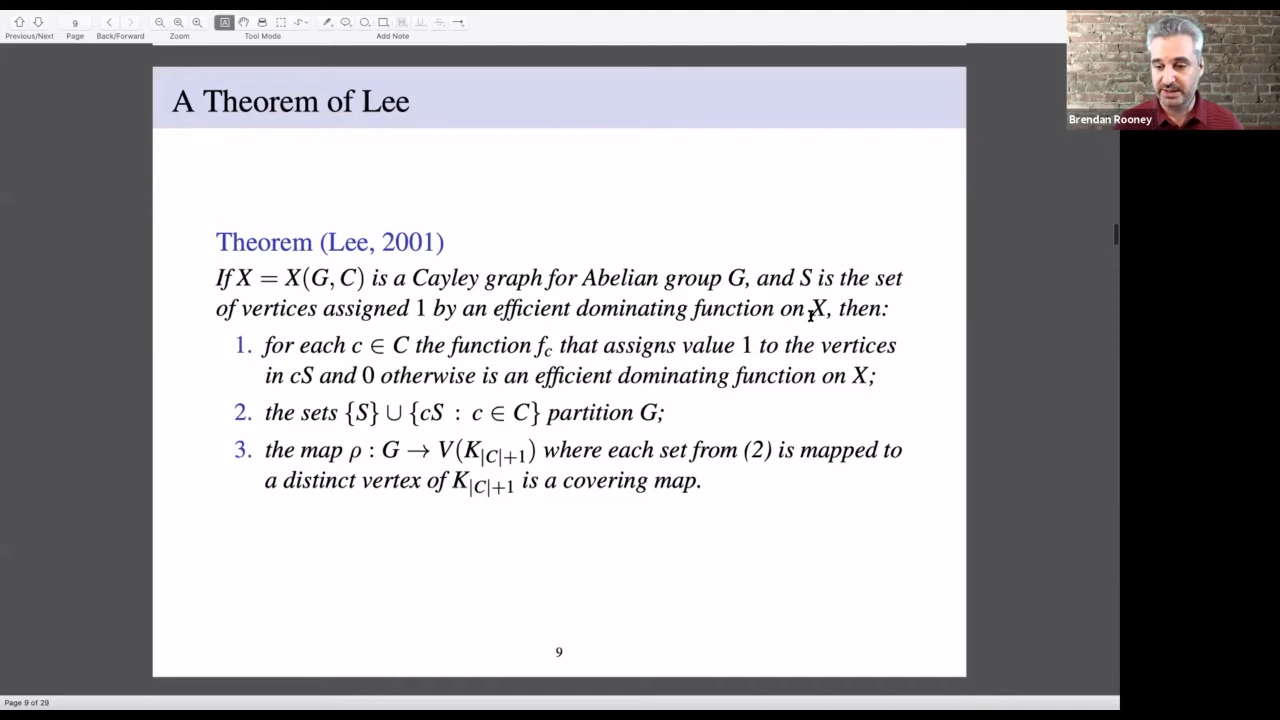 9
Previous/Next Page Back/Forward Zoom Tool Mode Add Note
Brendan Rooney
A Theorem of Lee
Theorem (Lee, 2001)
If X = X(G, C) is a Cayley graph for Abelian group G, and S is the set
of vertices assigned 1 by an efficient dominating function on X, then:
1. for each c ∈ C the function f_c that assigns value 1 to the vertices
in cS and 0 otherwise is an efficient dominating function on X;
2. the sets {S} ∪ {cS : c ∈ C} partition G;
3. the map ρ : G → V(K_{|C|+1}) where each set from (2) is mapped to
a distinct vertex of K_{|C|+1} is a covering map.
9
Page 9 of 29